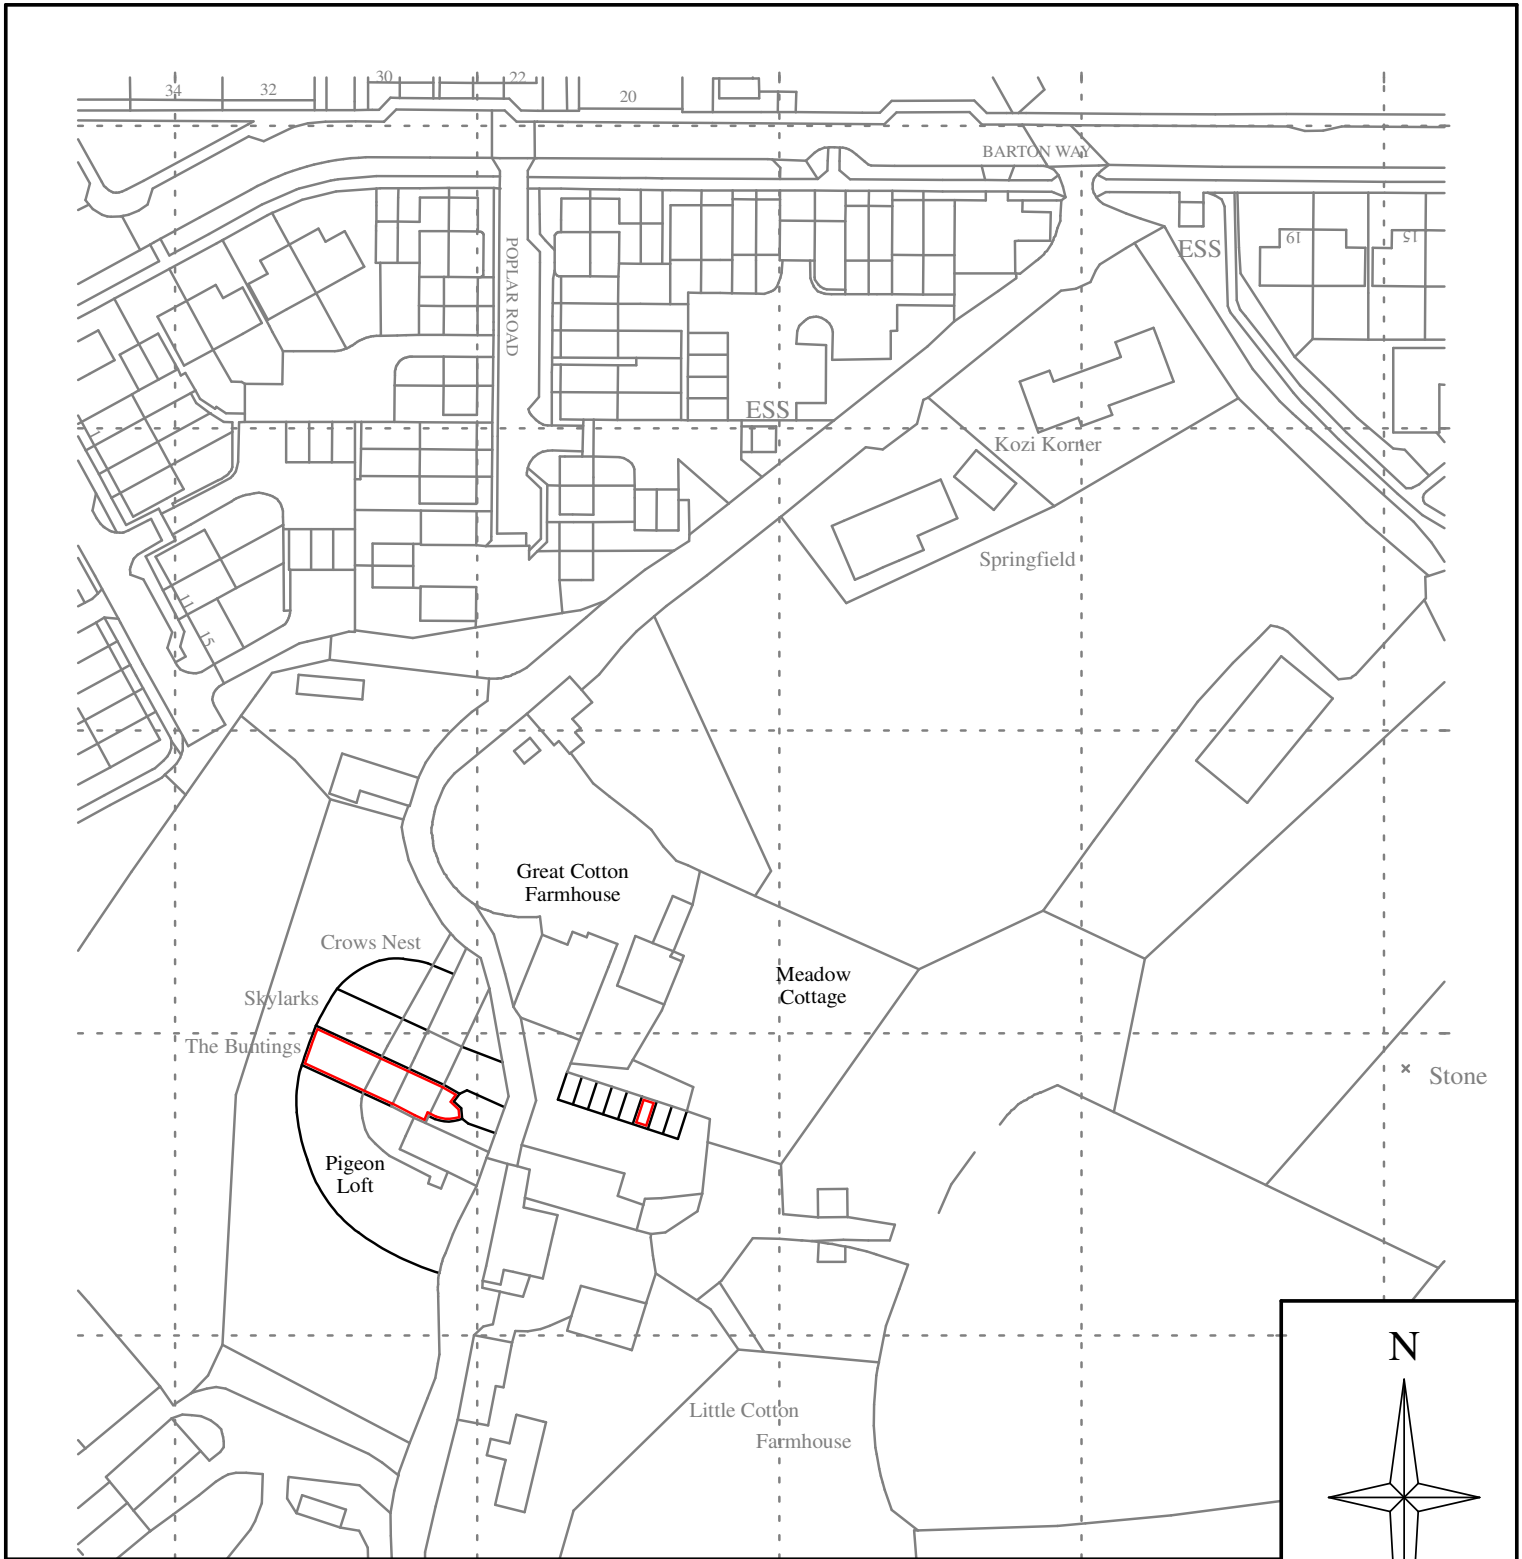 34
32
30
22
20
BARTON WAY
POPLAR ROAD
ESS
19
15
ESS
Kozi Korner
Springfield
1
11
15
Great Cotton
Farmhouse
Crows Nest
Skylarks
The Buntings
Meadow
Cottage
Stone
Pigeon
Loft
Little Cotton
Farmhouse
N